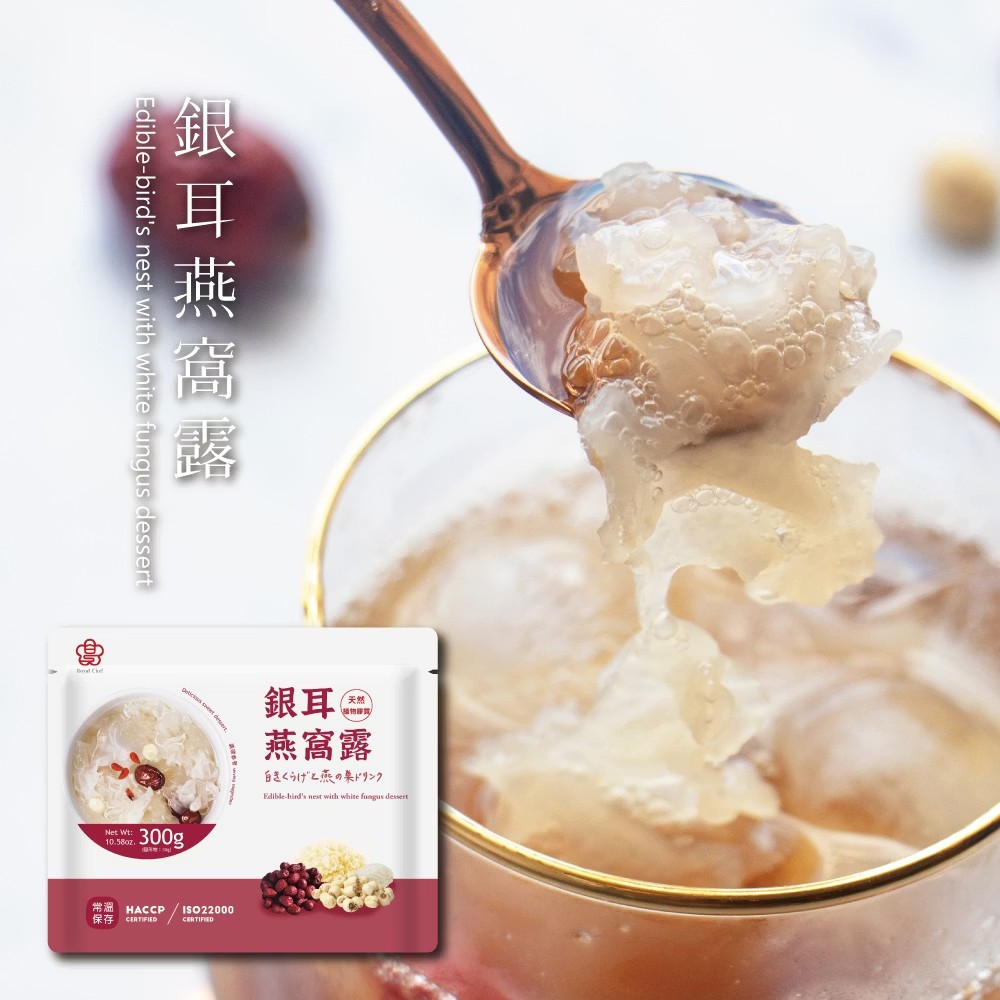 銀耳燕窩露
Edible-bird's nest with white fungus dessert
Royal Chef
Delicious sweet dessert.
銀耳
燕窩露
天然
植物膠質
白きくらげと燕の巣ドリンク
Edible-bird's nest with white fungus dessert
Net Wt:
10.58oz. 300g
常溫
保存
HACCP
CERTIFIED
ISO22000
CERTIFIED